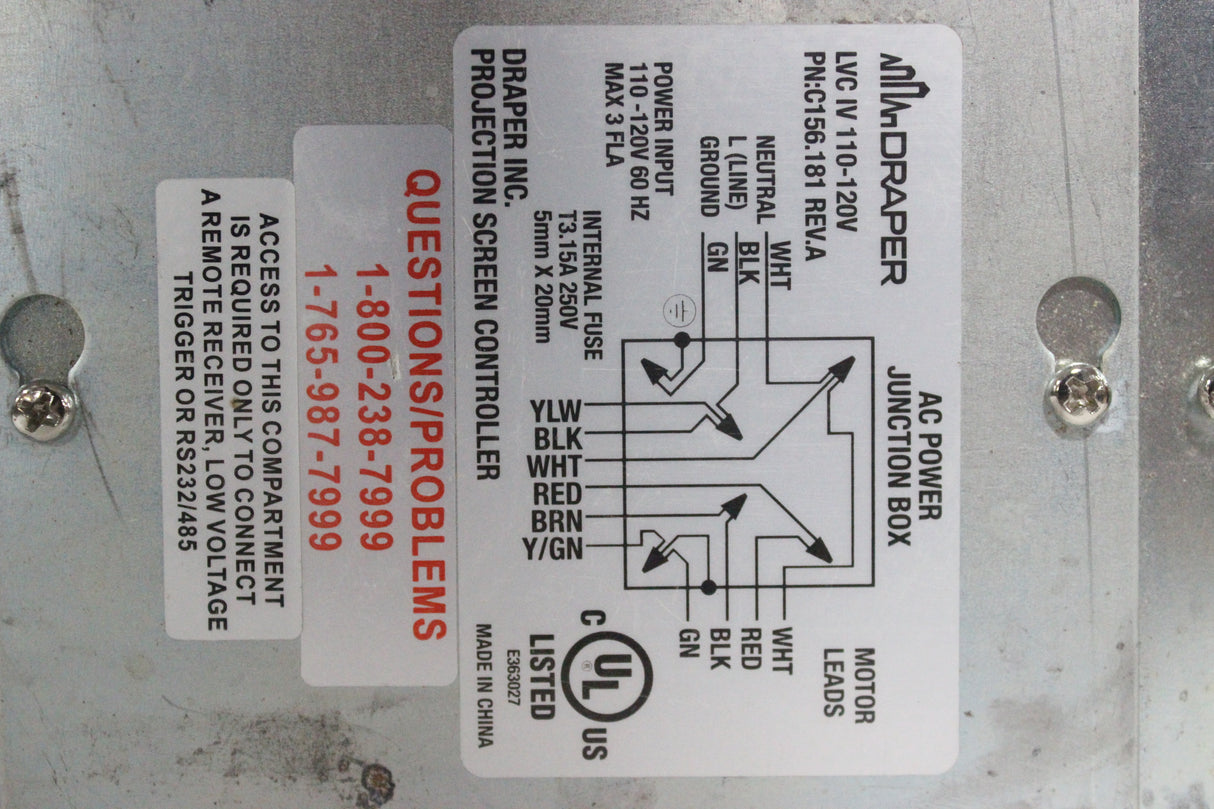 DRAPER
LVC IV 110-120V
PN:C156.181 REV.A
AC POWER
JUNCTION BOX
MOTOR
LEADS
NEUTRAL
L (LINE)
GROUND
WHT
BLK
GN
WHT
RED
BLK
GN
POWER INPUT
110 -120V 60 HZ
MAX 3 FLA
INTERNAL FUSE
T3.15A 250V
5mm X 20mm
YLW
BLK
WHT
RED
BRN
Y/GN
C UL ® US
LISTED
E363027
DRAPER INC.
PROJECTION SCREEN CONTROLLER
MADE IN CHINA
QUESTIONS/PROBLEMS
1-800-238-7999
1-765-987-7999
ACCESS TO THIS COMPARTMENT
IS REQUIRED ONLY TO CONNECT
A REMOTE RECEIVER, LOW VOLTAGE
TRIGGER OR RS232/485